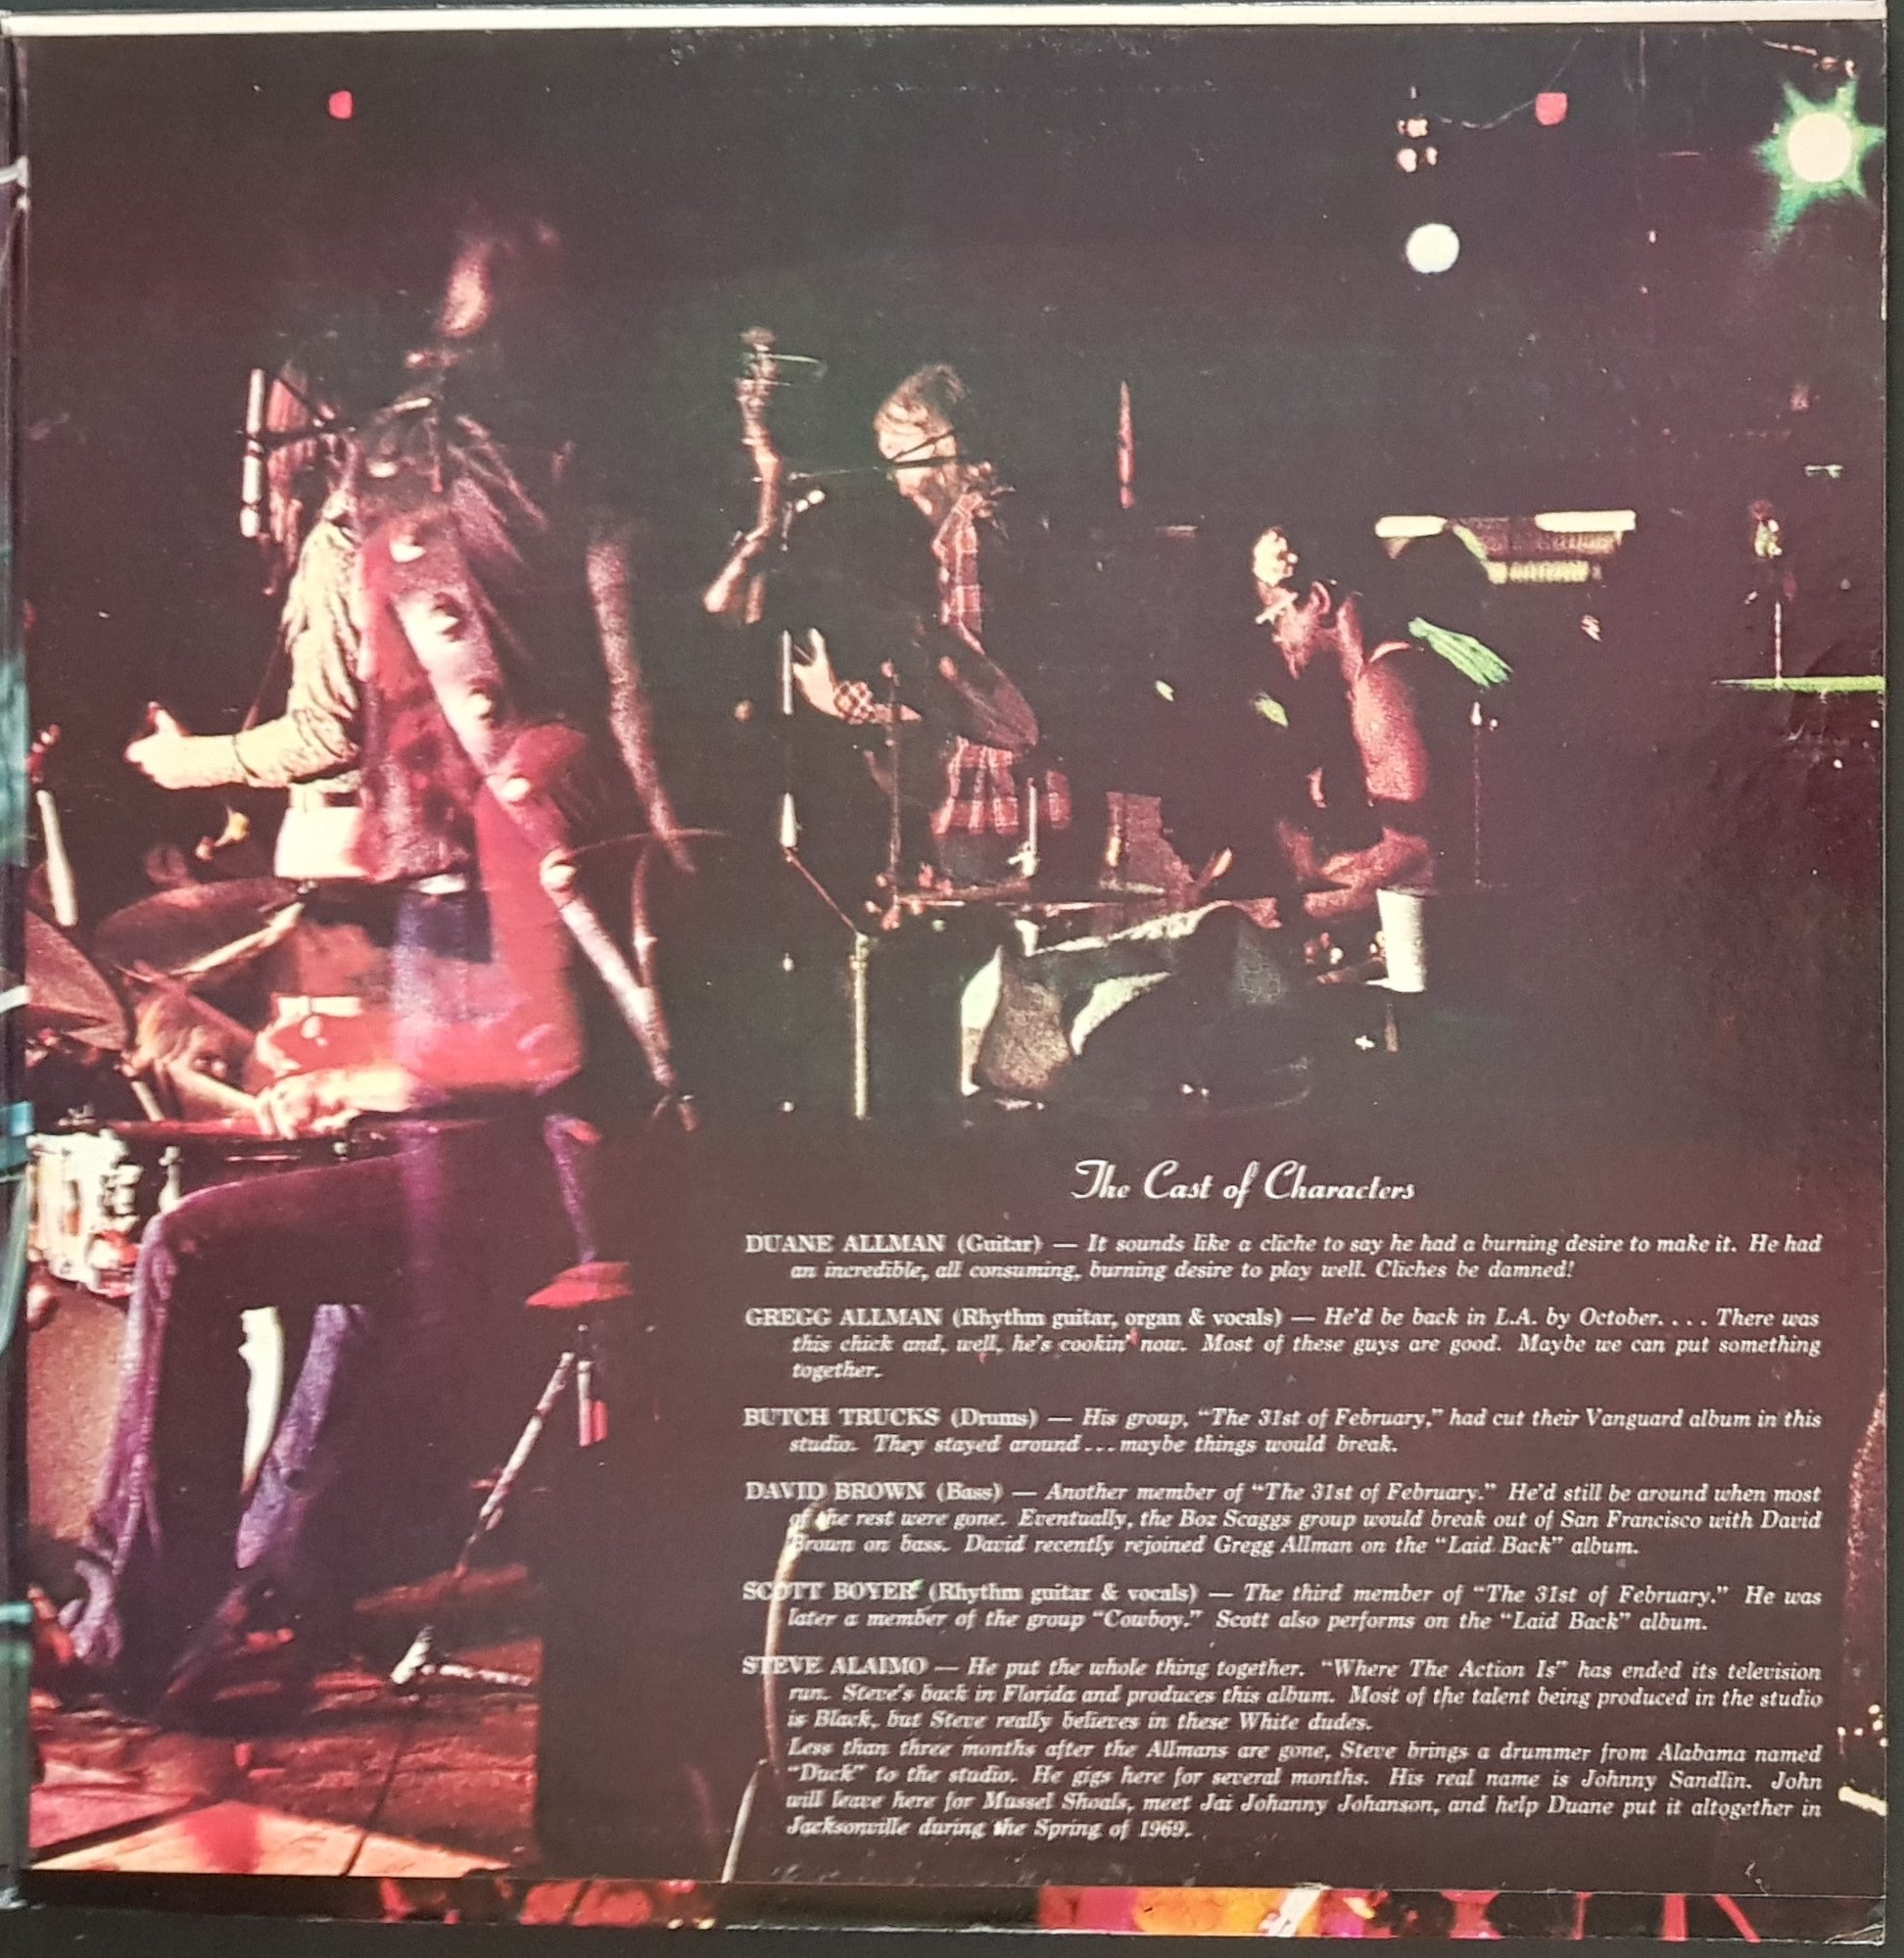 The Cast of Characters
DUANE ALLMAN (Guitar) — It sounds like a cliche to say he had a burning desire to make it. He had
an incredible, all consuming, burning desire to play well. Cliches be damned!
GREGG ALLMAN (Rhythm guitar, organ & vocals) — He'd be back in L.A. by October. . . . There was
this chick and, well, he's cookin' now. Most of these guys are good. Maybe we can put something
together.
BUTCH TRUCKS (Drums) — His group, "The 31st of February," had cut their Vanguard album in this
studio. They stayed around . . . maybe things would break.
DAVID BROWN (Bass) — Another member of "The 31st of February." He'd still be around when most
of the rest were gone. Eventually, the Boz Scaggs group would break out of San Francisco with David
Brown on bass. David recently rejoined Gregg Allman on the "Laid Back" album.
SCOTT BOYER (Rhythm guitar & vocals) — The third member of "The 31st of February." He was
later a member of the group "Cowboy." Scott also performs on the "Laid Back" album.
STEVE ALAIMO — He put the whole thing together. "Where The Action Is" has ended its television
run. Steve's back in Florida and produces this album. Most of the talent being produced in the studio
is Black, but Steve really believes in these White dudes.
Less than three months after the Allmans are gone, Steve brings a drummer from Alabama named
"Duck" to the studio. He gigs here for several months. His real name is Johnny Sandlin. John
will leave here for Mussel Shoals, meet Jai Johanny Johanson, and help Duane put it altogether in
Jacksonville during the Spring of 1969.